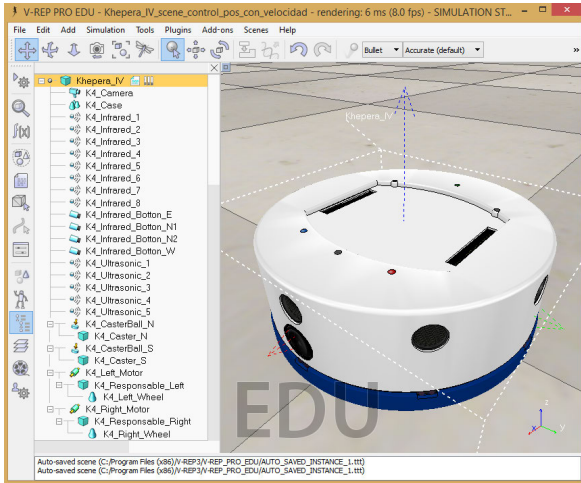 V-REP PRO EDU - Khepera_IV_scene_control_pos_con_velocidad - rendering: 6 ms (8.0 fps) - SIMULATION ST...
File Edit Add Simulation Tools Plugins Add-ons Scenes Help
Bullet Accurate (default) »
f(x)
Khepera_IV
K4_Camera
K4_Case
K4_Infrared_1
K4_Infrared_2
K4_Infrared_3
K4_Infrared_4
K4_Infrared_5
K4_Infrared_6
K4_Infrared_7
K4_Infrared_8
K4_Infrared_Botton_E
K4_Infrared_Botton_N1
K4_Infrared_Botton_N2
K4_Infrared_Botton_W
K4_Ultrasonic_1
K4_Ultrasonic_2
K4_Ultrasonic_3
K4_Ultrasonic_4
K4_Ultrasonic_5
K4_CasterBall_N
K4_Caster_N
K4_CasterBall_S
K4_Caster_S
K4_Left_Motor
K4_Responsable_Left
K4_Left_Wheel
K4_Right_Motor
K4_Responsable_Right
K4_Right_Wheel
Khepera_IV
EDU
z
x
y
Auto-saved scene (C:/Program Files (x86)/V-REP3/V-REP_PRO_EDU/AUTO_SAVED_INSTANCE_1.ttt)
Auto-saved scene (C:/Program Files (x86)/V-REP3/V-REP_PRO_EDU/AUTO_SAVED_INSTANCE_1.ttt)